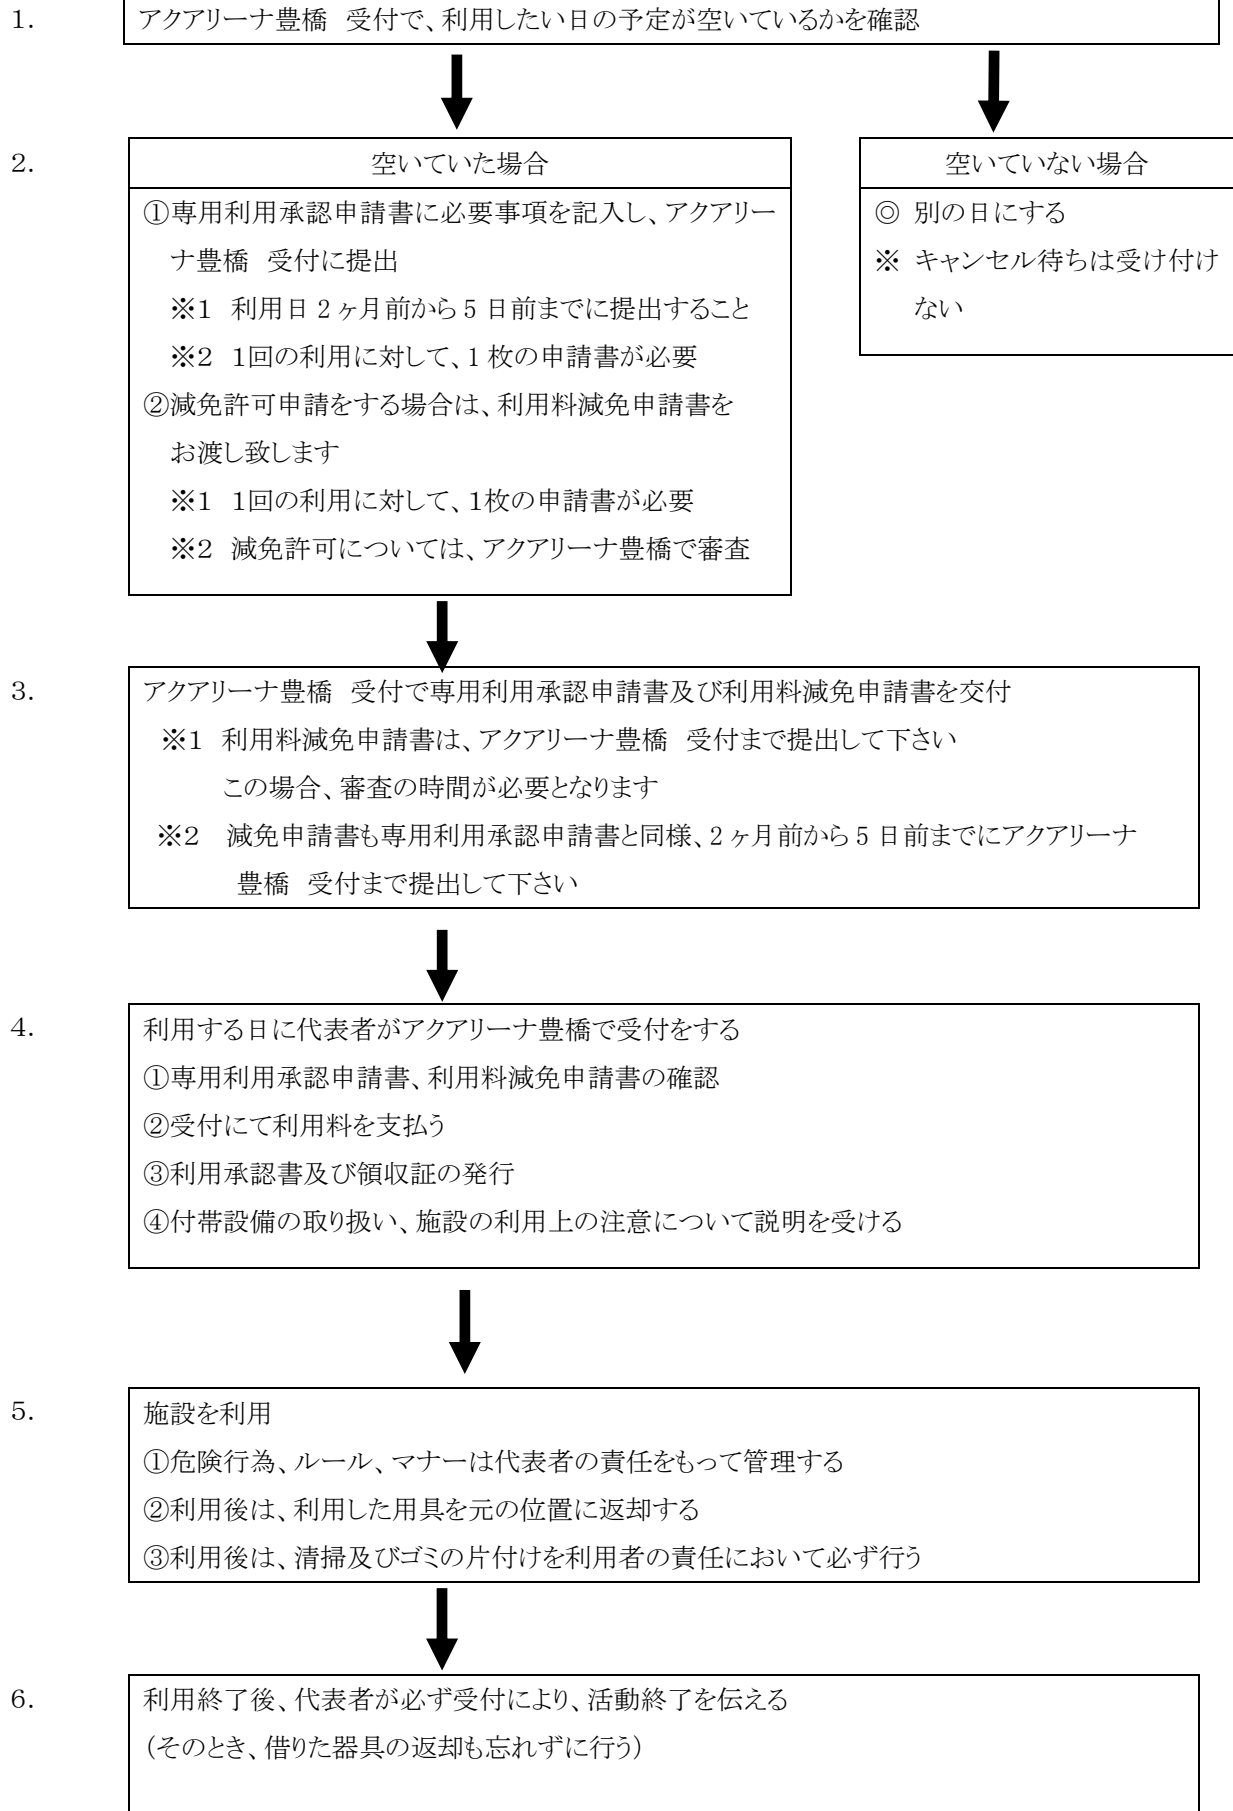 1.
アクアリーナ豊橋 受付で、利用したい日の予定が空いているかを確認
2.
空いていた場合
①専用利用承認申請書に必要事項を記入し、アクアリー
ナ豊橋 受付に提出
※1 利用日2ヶ月前から5日前までに提出すること
※2 1回の利用に対して、1枚の申請書が必要
②減免許可申請をする場合は、利用料減免申請書を
お渡し致します
※1 1回の利用に対して、1枚の申請書が必要
※2 減免許可については、アクアリーナ豊橋で審査
空いていない場合
◎ 別の日にする
※ キャンセル待ちは受け付け
ない
3.
アクアリーナ豊橋 受付で専用利用承認申請書及び利用料減免申請書を交付
※1 利用料減免申請書は、アクアリーナ豊橋 受付まで提出して下さい
この場合、審査の時間が必要となります
※2 減免申請書も専用利用承認申請書と同様、2ヶ月前から5日前までにアクアリーナ
豊橋 受付まで提出して下さい
4.
利用する日に代表者がアクアリーナ豊橋で受付をする
①専用利用承認申請書、利用料減免申請書の確認
②受付にて利用料を支払う
③利用承認書及び領収証の発行
④付帯設備の取り扱い、施設の利用上の注意について説明を受ける
5.
施設を利用
①危険行為、ルール、マナーは代表者の責任をもって管理する
②利用後は、利用した用具を元の位置に返却する
③利用後は、清掃及びゴミの片付けを利用者の責任において必ず行う
6.
利用終了後、代表者が必ず受付により、活動終了を伝える
(そのとき、借りた器具の返却も忘れずに行う)